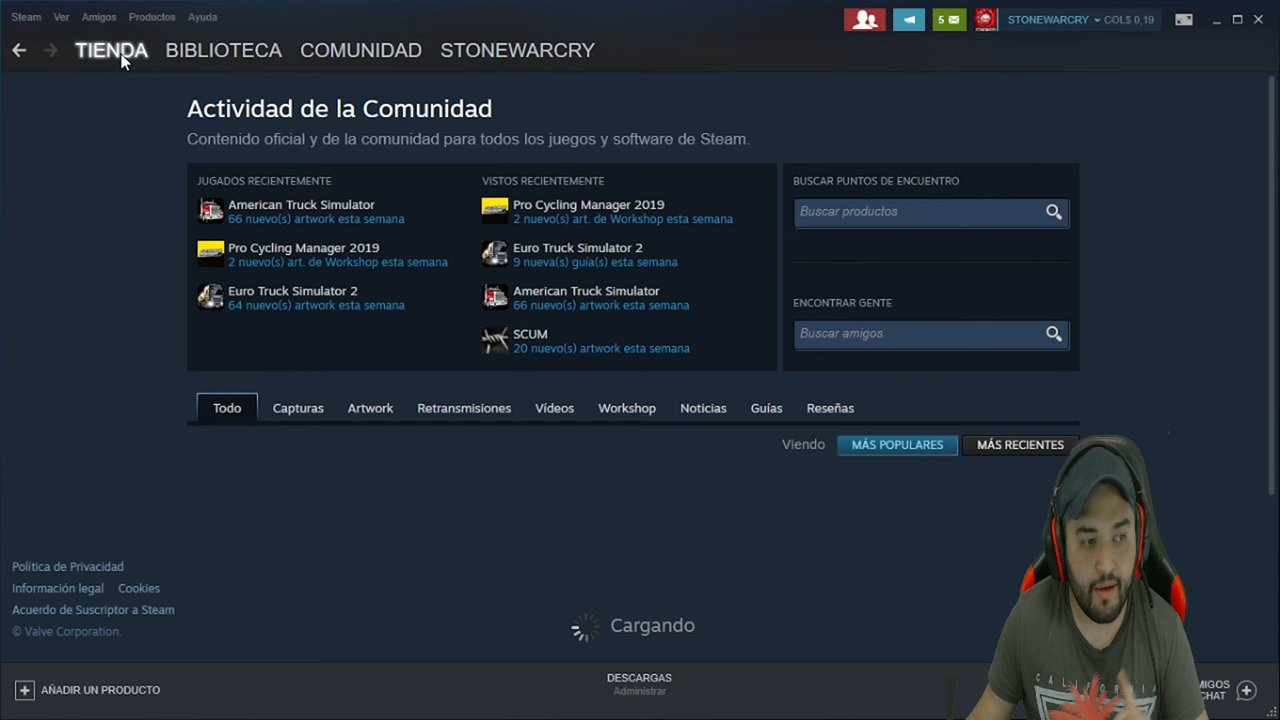 Steam Ver Amigos Productos Ayuda
5 STONEWARCRY COL$ 0,19
TIENDA BIBLIOTECA COMUNIDAD STONEWARCRY
Actividad de la Comunidad
Contenido oficial y de la comunidad para todos los juegos y software de Steam.
JUGADOS RECIENTEMENTE
American Truck Simulator
66 nuevo(s) artwork esta semana
Pro Cycling Manager 2019
2 nuevo(s) art. de Workshop esta semana
Euro Truck Simulator 2
64 nuevo(s) artwork esta semana
VISTOS RECIENTEMENTE
Pro Cycling Manager 2019
2 nuevo(s) art. de Workshop esta semana
Euro Truck Simulator 2
9 nueva(s) guía(s) esta semana
American Truck Simulator
66 nuevo(s) artwork esta semana
SCUM
20 nuevo(s) artwork esta semana
BUSCAR PUNTOS DE ENCUENTRO
Buscar productos
ENCONTRAR GENTE
Buscar amigos
Todo Capturas Artwork Retransmisiones Vídeos Workshop Noticias Guías Reseñas
Viendo MÁS POPULARES MÁS RECIENTES
Política de Privacidad
Información legal Cookies
Acuerdo de Suscriptor a Steam
© Valve Corporation.
Cargando
AÑADIR UN PRODUCTO
DESCARGAS
Administrar
MIGOS
CHAT
CALIFORNIA